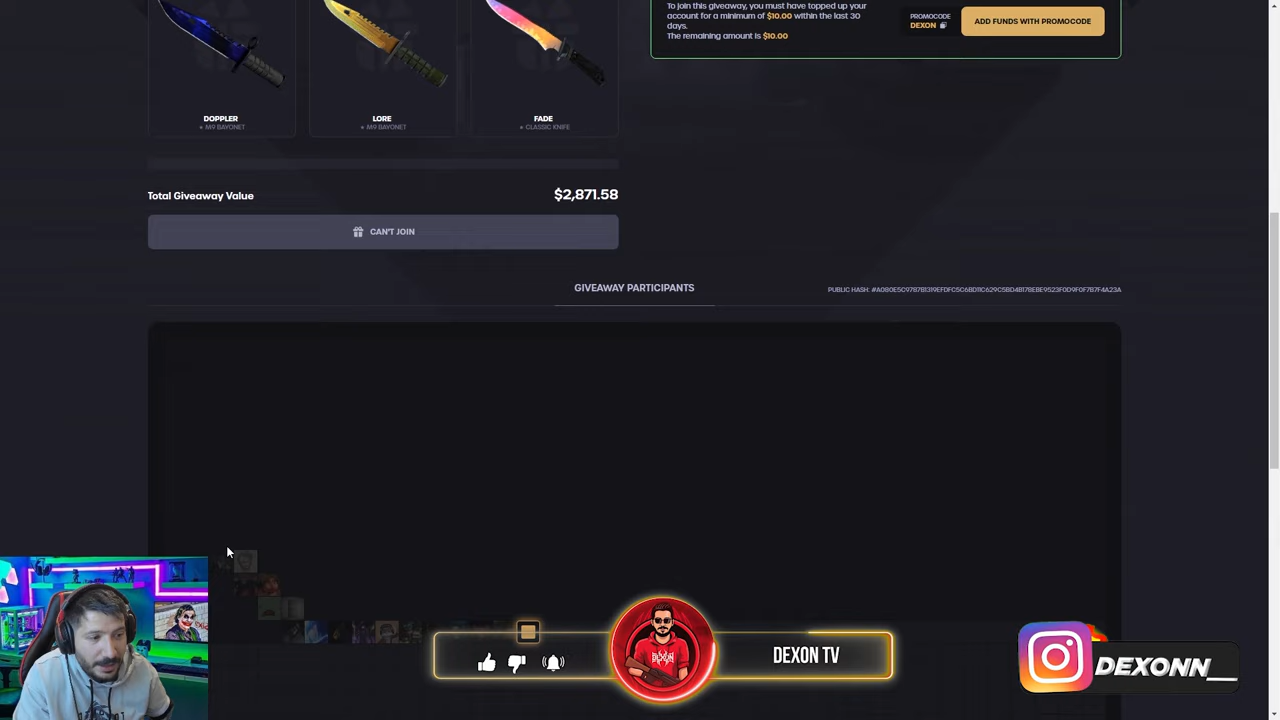 To join this giveaway, you must have topped up your
account for a minimum of $10.00 within the last 30
days.
The remaining amount is $10.00
PROMOCODE
DEXON
ADD FUNDS WITH PROMOCODE
DOPPLER
★ M9 BAYONET
LORE
★ M9 BAYONET
FADE
★ CLASSIC KNIFE
Total Giveaway Value
$2,871.58
CAN'T JOIN
GIVEAWAY PARTICIPANTS
PUBLIC HASH:
DEXON TV
DEXONN__